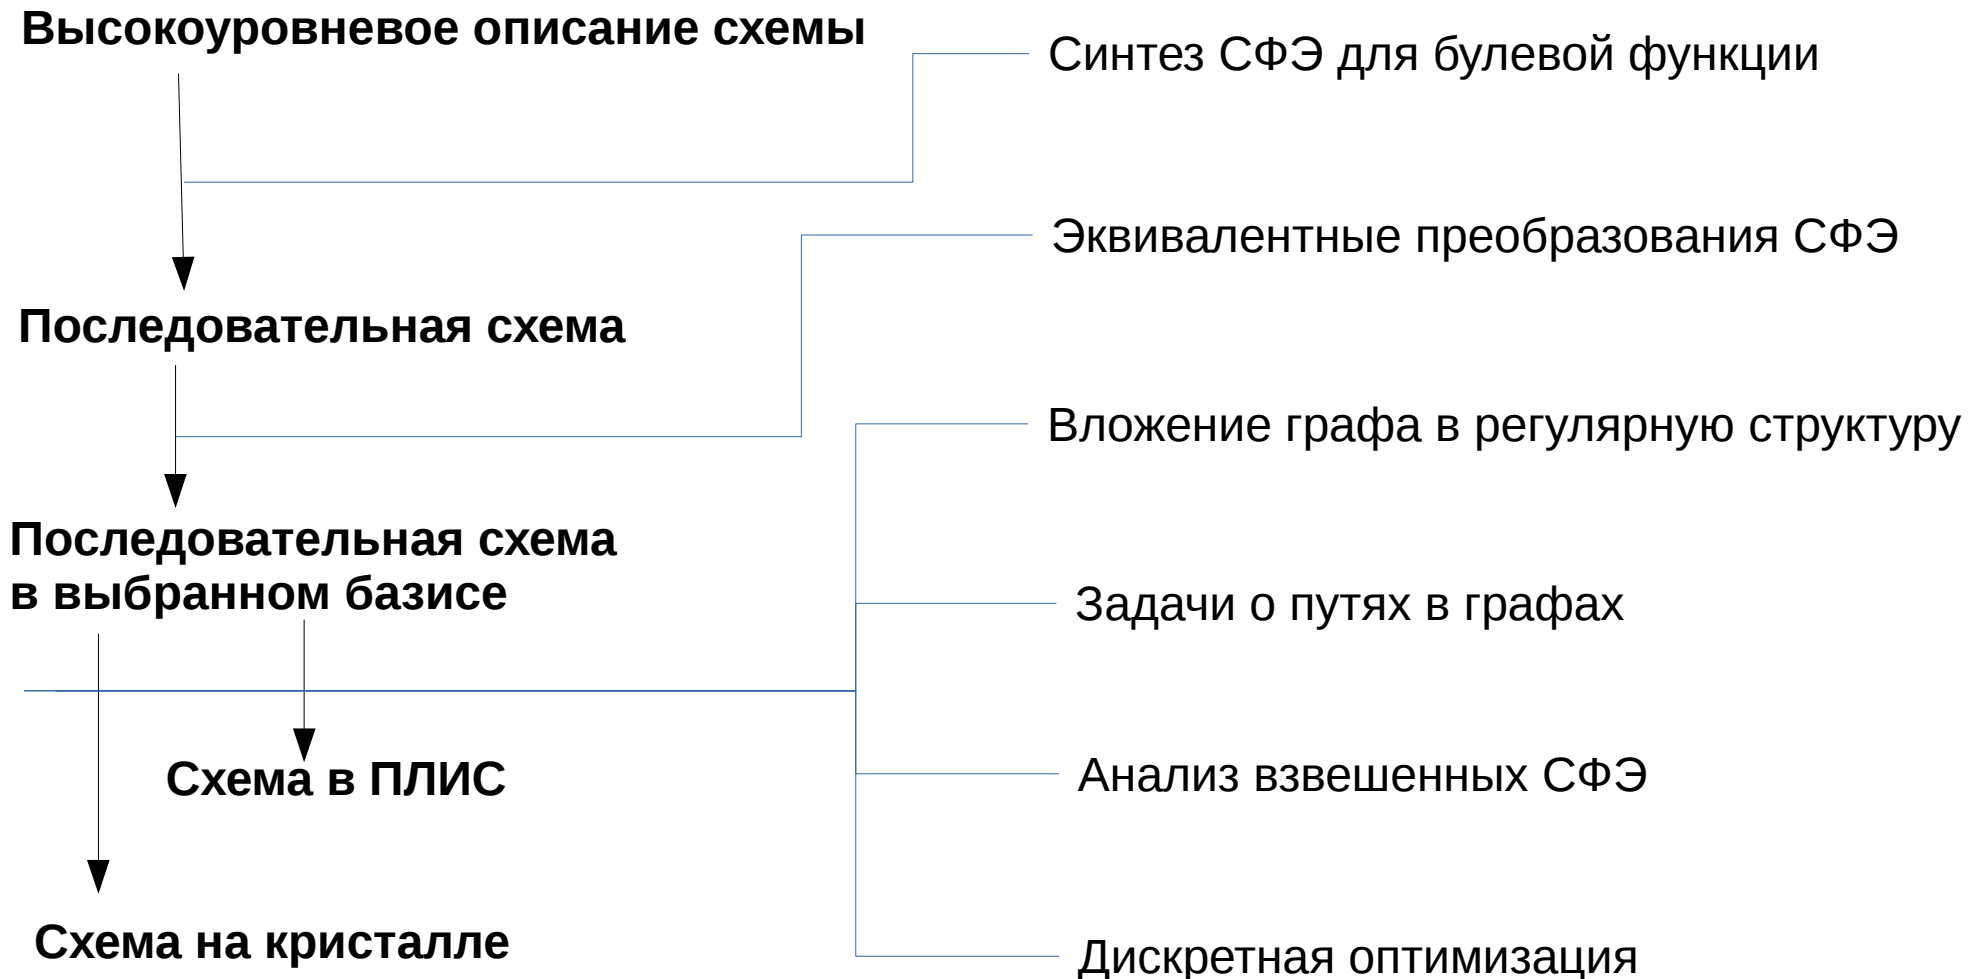 Высокоуровневое описание схемы
Синтез СФЭ для булевой функции
Эквивалентные преобразования СФЭ
Последовательная схема
Вложение графа в регулярную структуру
Последовательная схема
в выбранном базисе
Задачи о путях в графах
Схема в ПЛИС
Анализ взвешенных СФЭ
Схема на кристалле
Дискретная оптимизация